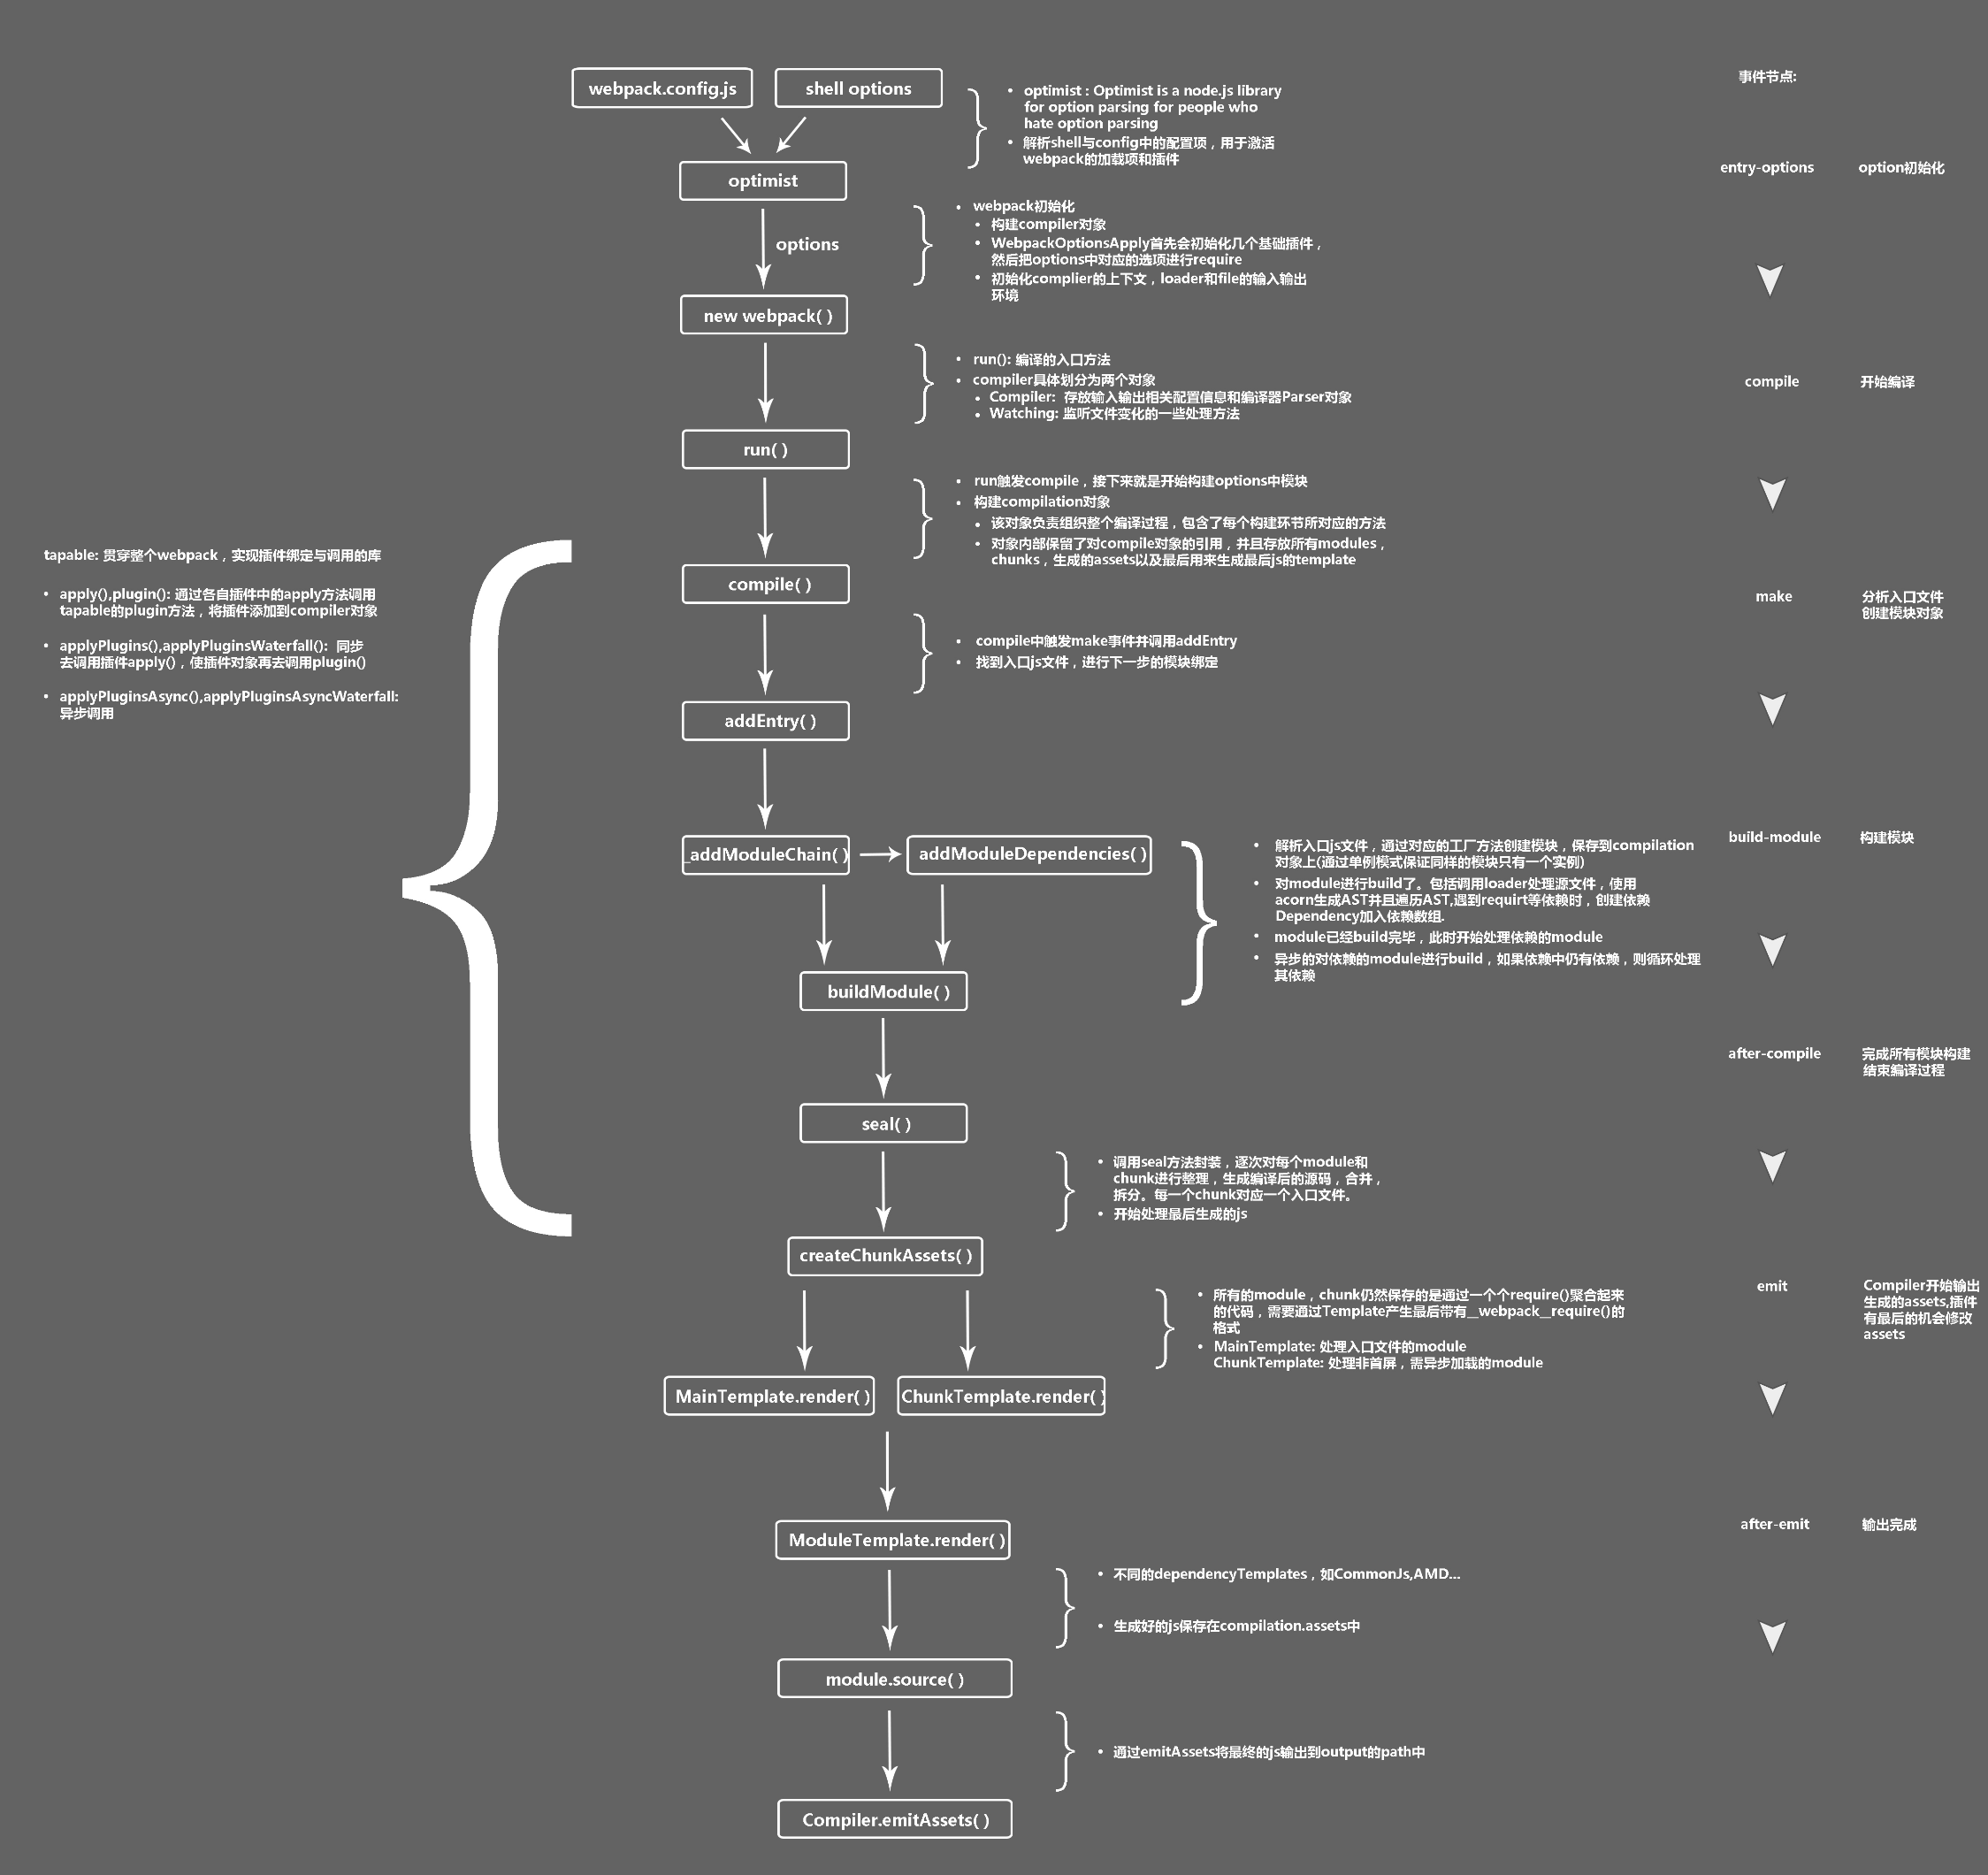 webpack.config.js
shell options
• optimist : Optimist is a node.js library
for option parsing for people who
hate option parsing
• 解析shell与config中的配置项，用于激活
webpack的加载项和插件
optimist
options
• webpack初始化
• 构建compiler对象
• WebpackOptionsApply首先会初始化几个基础插件，
然后把options中对应的选项进行require
• 初始化complier的上下文，loader和file的输入输出
环境
new webpack( )
• run(): 编译的入口方法
• compiler具体划分为两个对象
• Compiler: 存放输入输出相关配置信息和编译器Parser对象
• Watching: 监听文件变化的一些处理方法
run( )
• run触发compile，接下来就是开始构建options中模块
• 构建compilation对象
• 该对象负责组织整个编译过程，包含了每个构建环节所对应的方法
• 对象内部保留了对compile对象的引用，并且存放所有modules，
chunks，生成的assets以及最后用来生成最后js的template
compile( )
• compile中触发make事件并调用addEntry
• 找到入口js文件，进行下一步的模块绑定
addEntry( )
tapable: 贯穿整个webpack，实现插件绑定与调用的库
• apply(),plugin(): 通过各自插件中的apply方法调用
tapable的plugin方法，将插件添加到compiler对象
• applyPlugins(),applyPluginsWaterfall(): 同步
去调用插件apply()，使插件对象再去调用plugin()
• applyPluginsAsync(),applyPluginsAsyncWaterfall:
异步调用
_addModuleChain( )
addModuleDependencies( )
• 解析入口js文件，通过对应的工厂方法创建模块，保存到compilation
对象上(通过单例模式保证同样的模块只有一个实例)
• 对module进行build了。包括调用loader处理源文件，使用
acorn生成AST并且遍历AST,遇到requirt等依赖时，创建依赖
Dependency加入依赖数组.
• module已经build完毕，此时开始处理依赖的module
• 异步的对依赖的module进行build，如果依赖中仍有依赖，则循环处理
其依赖
buildModule( )
seal( )
• 调用seal方法封装，逐次对每个module和
chunk进行整理，生成编译后的源码，合并，
拆分。每一个chunk对应一个入口文件。
• 开始处理最后生成的js
createChunkAssets( )
• 所有的module，chunk仍然保存的是通过一个个require()聚合起来
的代码，需要通过Template产生最后带有__webpack__require()的
格式
• MainTemplate: 处理入口文件的module
ChunkTemplate: 处理非首屏，需异步加载的module
MainTemplate.render( )
ChunkTemplate.render( )
ModuleTemplate.render( )
• 不同的dependencyTemplates，如CommonJs,AMD...
• 生成好的js保存在compilation.assets中
module.source( )
• 通过emitAssets将最终的js输出到output的path中
Compiler.emitAssets( )
事件节点:
entry-options
option初始化
compile
开始编译
make
分析入口文件
创建模块对象
build-module
构建模块
after-compile
完成所有模块构建
结束编译过程
emit
Compiler开始输出
生成的assets,插件
有最后的机会修改
assets
after-emit
输出完成